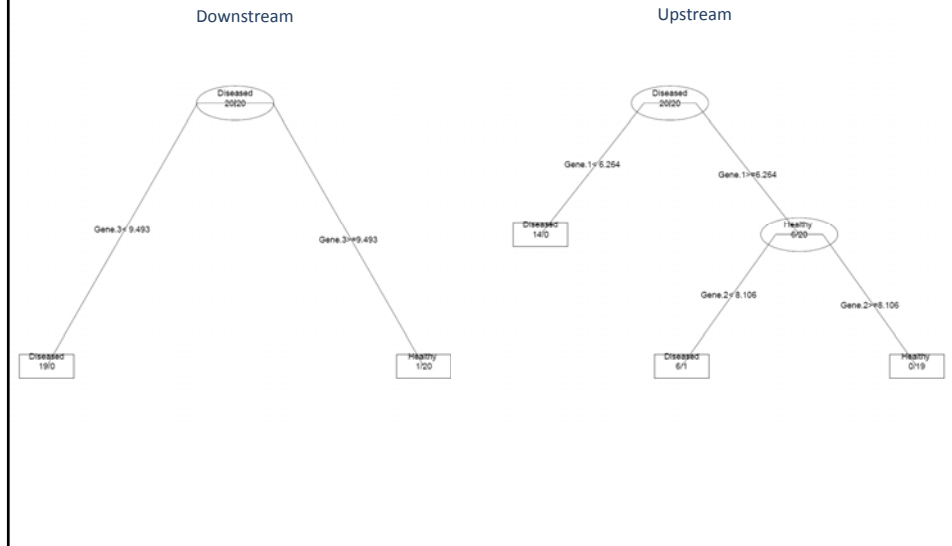 Downstream
Diseased
20/20
Gene.3< 9.493
Gene.3>=9.493
Diseased
19/0
Healthy
1/20
Upstream
Diseased
20/20
Gene.1< 6.264
Gene.1>=6.264
Diseased
14/0
Healthy
6/20
Gene.2< 8.106
Gene.2>=8.106
Diseased
6/1
Healthy
0/19